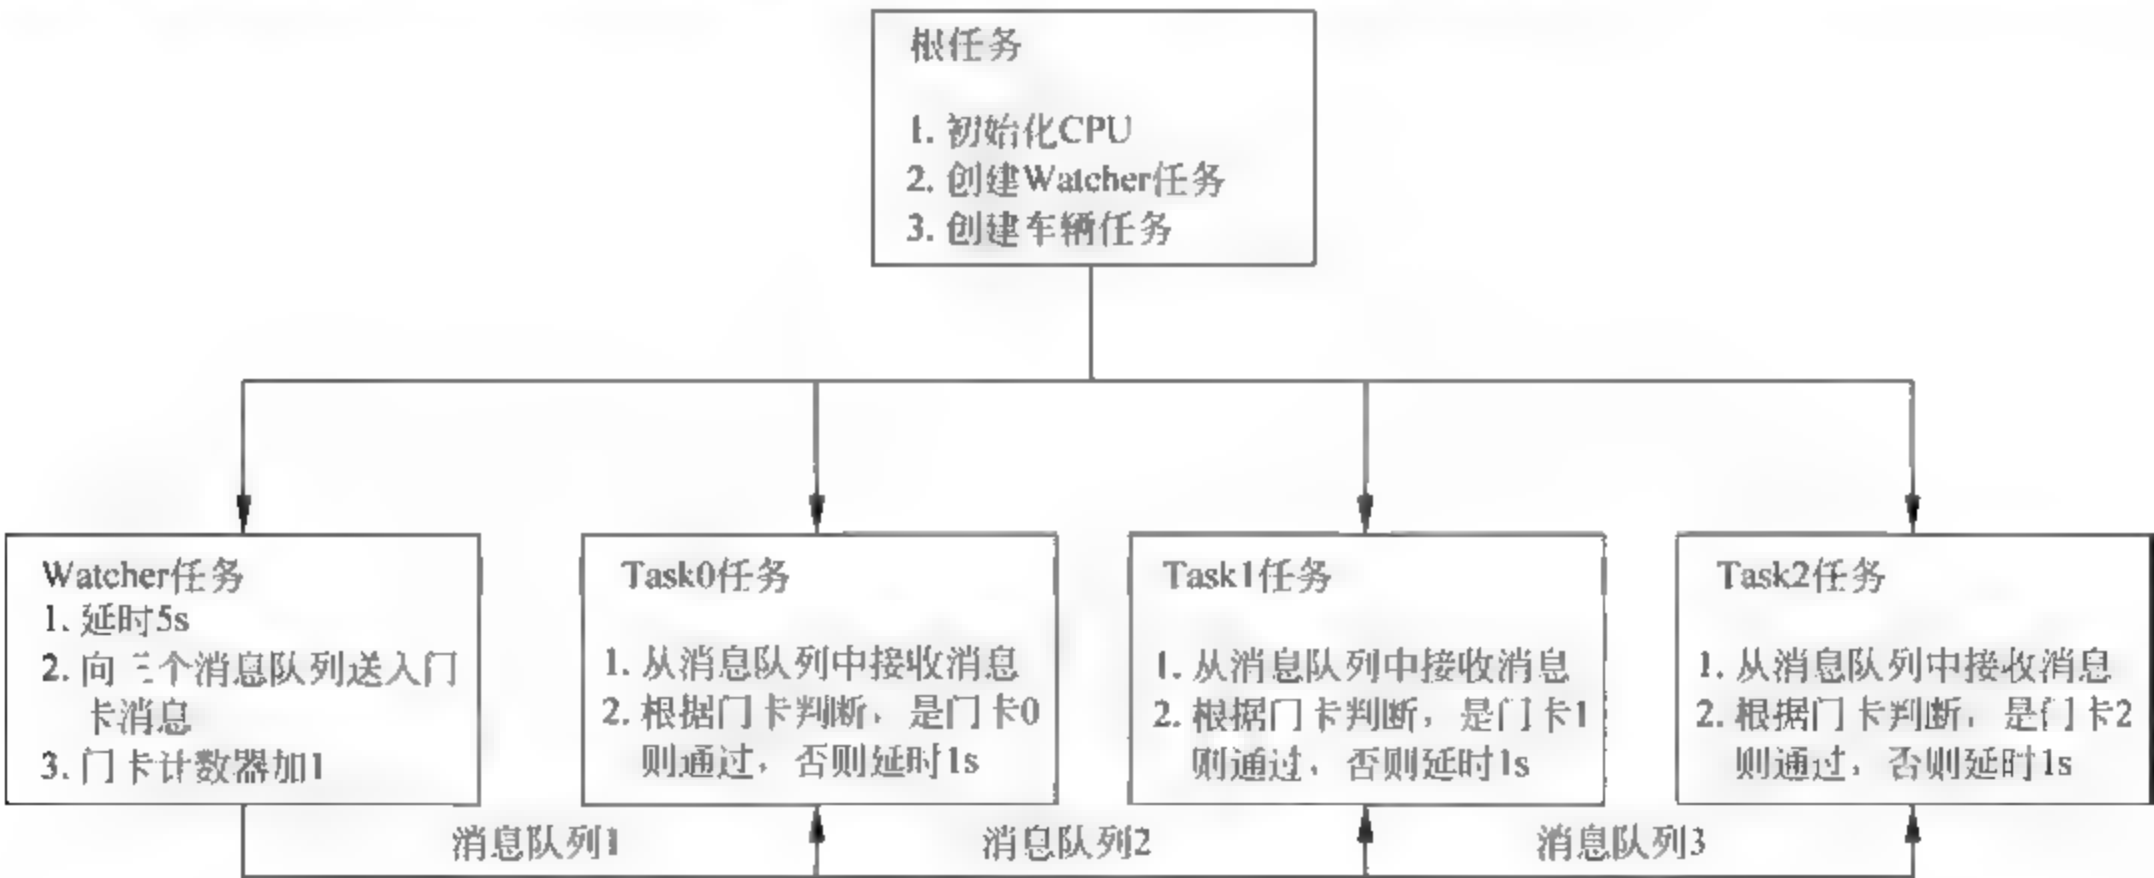 根任务
1. 初始化CPU
2. 创建Watcher任务
3. 创建车辆任务
Watcher任务
1. 延时5s
2. 向三个消息队列送入门
卡消息
3. 门卡计数器加1
Task0任务
1. 从消息队列中接收消息
2. 根据门卡判断，是门卡0
则通过，否则延时1s
Task1任务
1. 从消息队列中接收消息
2. 根据门卡判断，是门卡1
则通过，否则延时1s
Task2任务
1. 从消息队列中接收消息
2. 根据门卡判断，是门卡2
则通过，否则延时1s
消息队列1
消息队列2
消息队列3